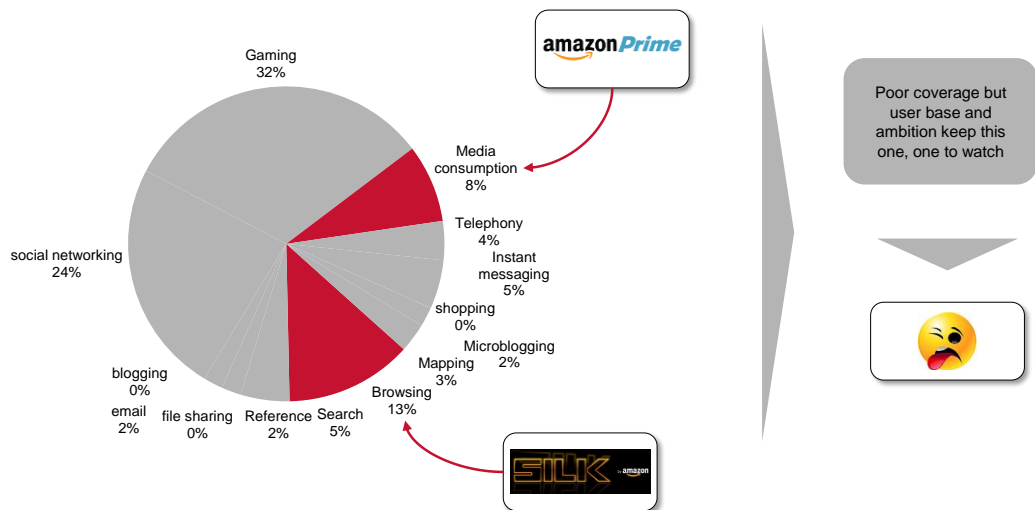 amazonPrime
Gaming
32%
Poor coverage but
user base and
ambition keep this
one, one to watch
Media
consumption
8%
Telephony
4%
social networking
24%
Instant
messaging
5%
shopping
0%
Microblogging
2%
Mapping
3%
blogging
0%
Browsing
13%
email
2%
file sharing
0%
Reference
2%
Search
5%
SILK by amazon